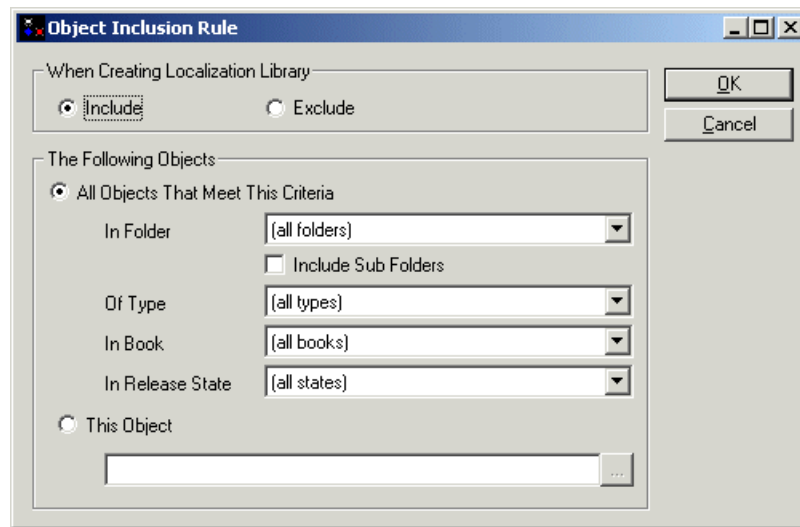 Object Inclusion Rule
When Creating Localization Library
Include
Exclude
OK
Cancel
The Following Objects
All Objects That Meet This Criteria
In Folder
(all folders)
Include Sub Folders
Of Type
(all types)
In Book
(all books)
In Release State
(all states)
This Object
...